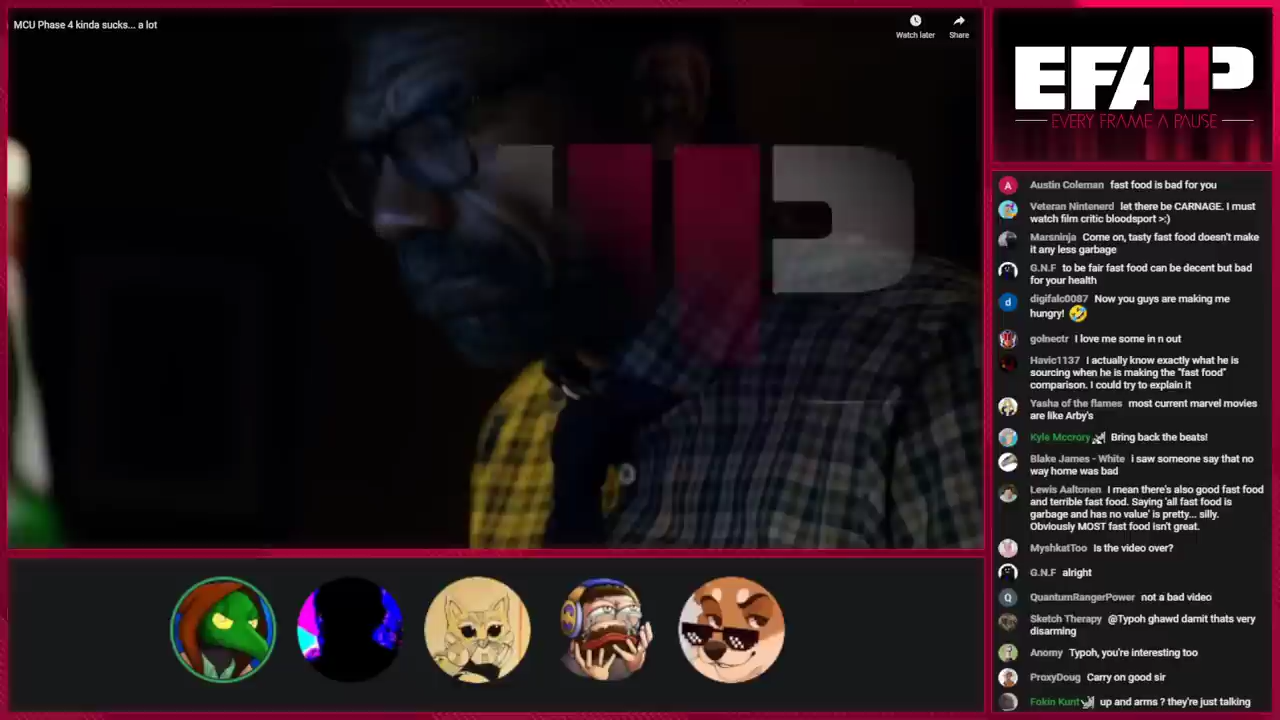 MCU Phase 4 kinda sucks... a lot
Watch later
Share
EFAP
EVERY FRAME A PAUSE
Austin Coleman fast food is bad for you
Veteran Nintenerd let there be CARNAGE. I must
watch film critic bloodsport >:)
Marsninja Come on, tasty fast food doesn't make
it any less garbage
G.N.F to be fair fast food can be decent but bad
for your health
digifalc0087 Now you guys are making me
hungry! 🤣
golnectr I love me some in n out
Havic1137 I actually know exactly what he is
sourcing when he is making the "fast food"
comparison. I could try to explain it
Yasha of the flames most current marvel movies
are like Arby's
Kyle Mccrory Bring back the beats!
Blake James - White i saw someone say that no
way home was bad
Lewis Aaltonen I mean there's also good fast food
and terrible fast food. Saying 'all fast food is
garbage and has no value' is pretty... silly.
Obviously MOST fast food isn't great.
MyshkatToo Is the video over?
G.N.F alright
QuantumRangerPower not a bad video
Sketch Therapy @Typoh ghawd damit thats very
disarming
Anomy Typoh, you're interesting too
ProxyDoug Carry on good sir
Fokin Kunt up and arms ? they're just talking